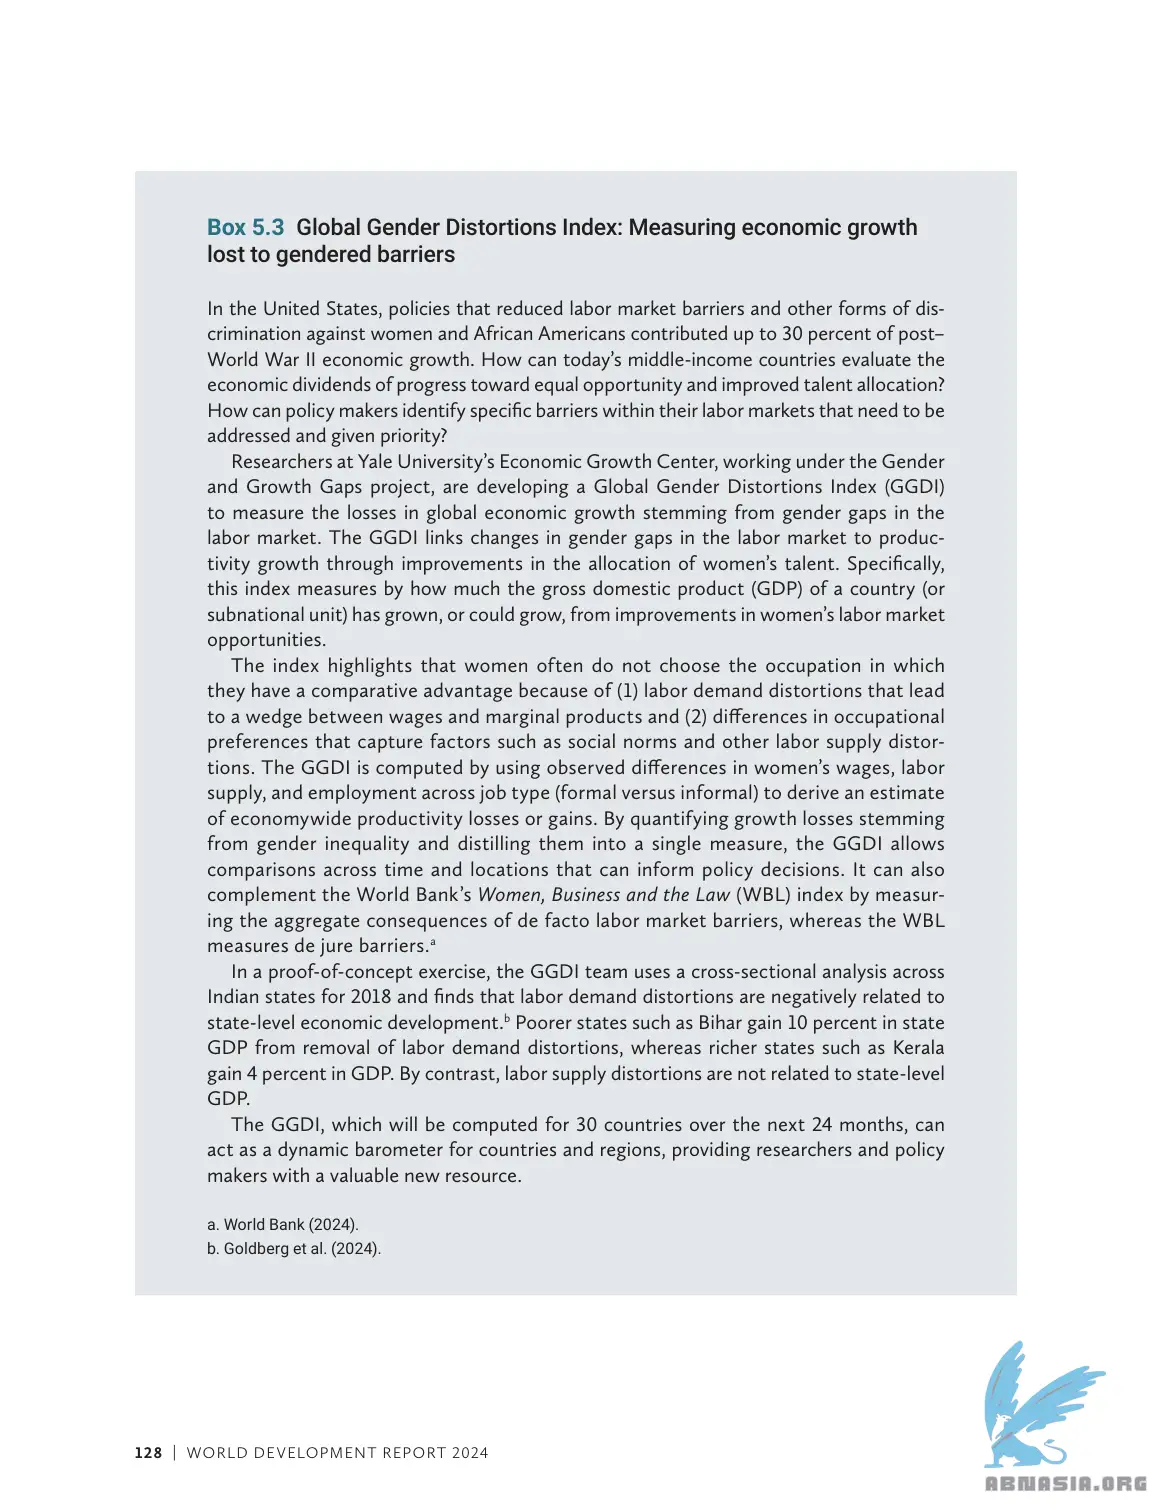 Box 5.3 Global Gender Distortions Index: Measuring economic growth
lost to gendered barriers
In the United States, policies that reduced labor market barriers and other forms of dis-
crimination against women and African Americans contributed up to 30 percent of post–
World War II economic growth. How can today’s middle-income countries evaluate the
economic dividends of progress toward equal opportunity and improved talent allocation?
How can policy makers identify specific barriers within their labor markets that need to be
addressed and given priority?
Researchers at Yale University’s Economic Growth Center, working under the Gender
and Growth Gaps project, are developing a Global Gender Distortions Index (GGDI)
to measure the losses in global economic growth stemming from gender gaps in the
labor market. The GGDI links changes in gender gaps in the labor market to produc-
tivity growth through improvements in the allocation of women’s talent. Specifically,
this index measures by how much the gross domestic product (GDP) of a country (or
subnational unit) has grown, or could grow, from improvements in women’s labor market
opportunities.
The index highlights that women often do not choose the occupation in which
they have a comparative advantage because of (1) labor demand distortions that lead
to a wedge between wages and marginal products and (2) differences in occupational
preferences that capture factors such as social norms and other labor supply distor-
tions. The GGDI is computed by using observed differences in women’s wages, labor
supply, and employment across job type (formal versus informal) to derive an estimate
of economywide productivity losses or gains. By quantifying growth losses stemming
from gender inequality and distilling them into a single measure, the GGDI allows
comparisons across time and locations that can inform policy decisions. It can also
complement the World Bank’s Women, Business and the Law (WBL) index by measur-
ing the aggregate consequences of de facto labor market barriers, whereas the WBL
measures de jure barriers.a
In a proof-of-concept exercise, the GGDI team uses a cross-sectional analysis across
Indian states for 2018 and finds that labor demand distortions are negatively related to
state-level economic development.b Poorer states such as Bihar gain 10 percent in state
GDP from removal of labor demand distortions, whereas richer states such as Kerala
gain 4 percent in GDP. By contrast, labor supply distortions are not related to state-level
GDP.
The GGDI, which will be computed for 30 countries over the next 24 months, can
act as a dynamic barometer for countries and regions, providing researchers and policy
makers with a valuable new resource.
a. World Bank (2024).
b. Goldberg et al. (2024).
128 | WORLD DEVELOPMENT REPORT 2024
ABNASIA.ORG